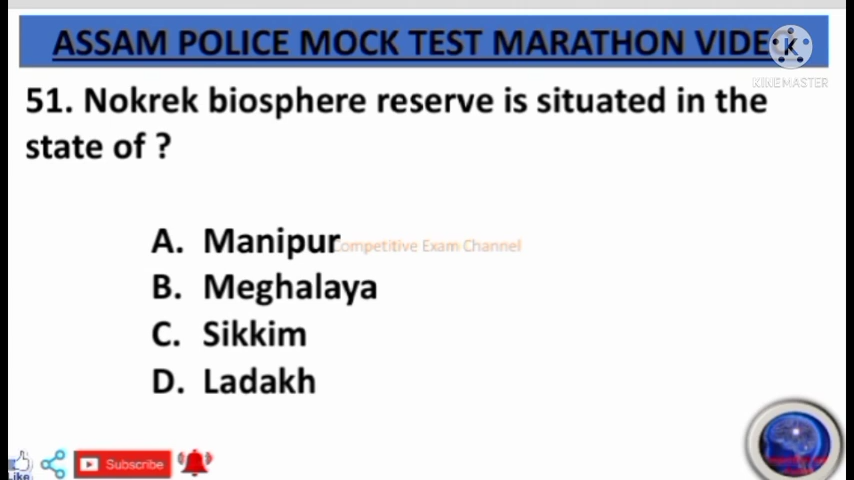 ASSAM POLICE MOCK TEST MARATHON VIDE
K
KINEMASTER
51. Nokrek biosphere reserve is situated in the
state of ?
A. Manipur
Competitive Exam Channel
B. Meghalaya
C. Sikkim
D. Ladakh
Like
Subscribe